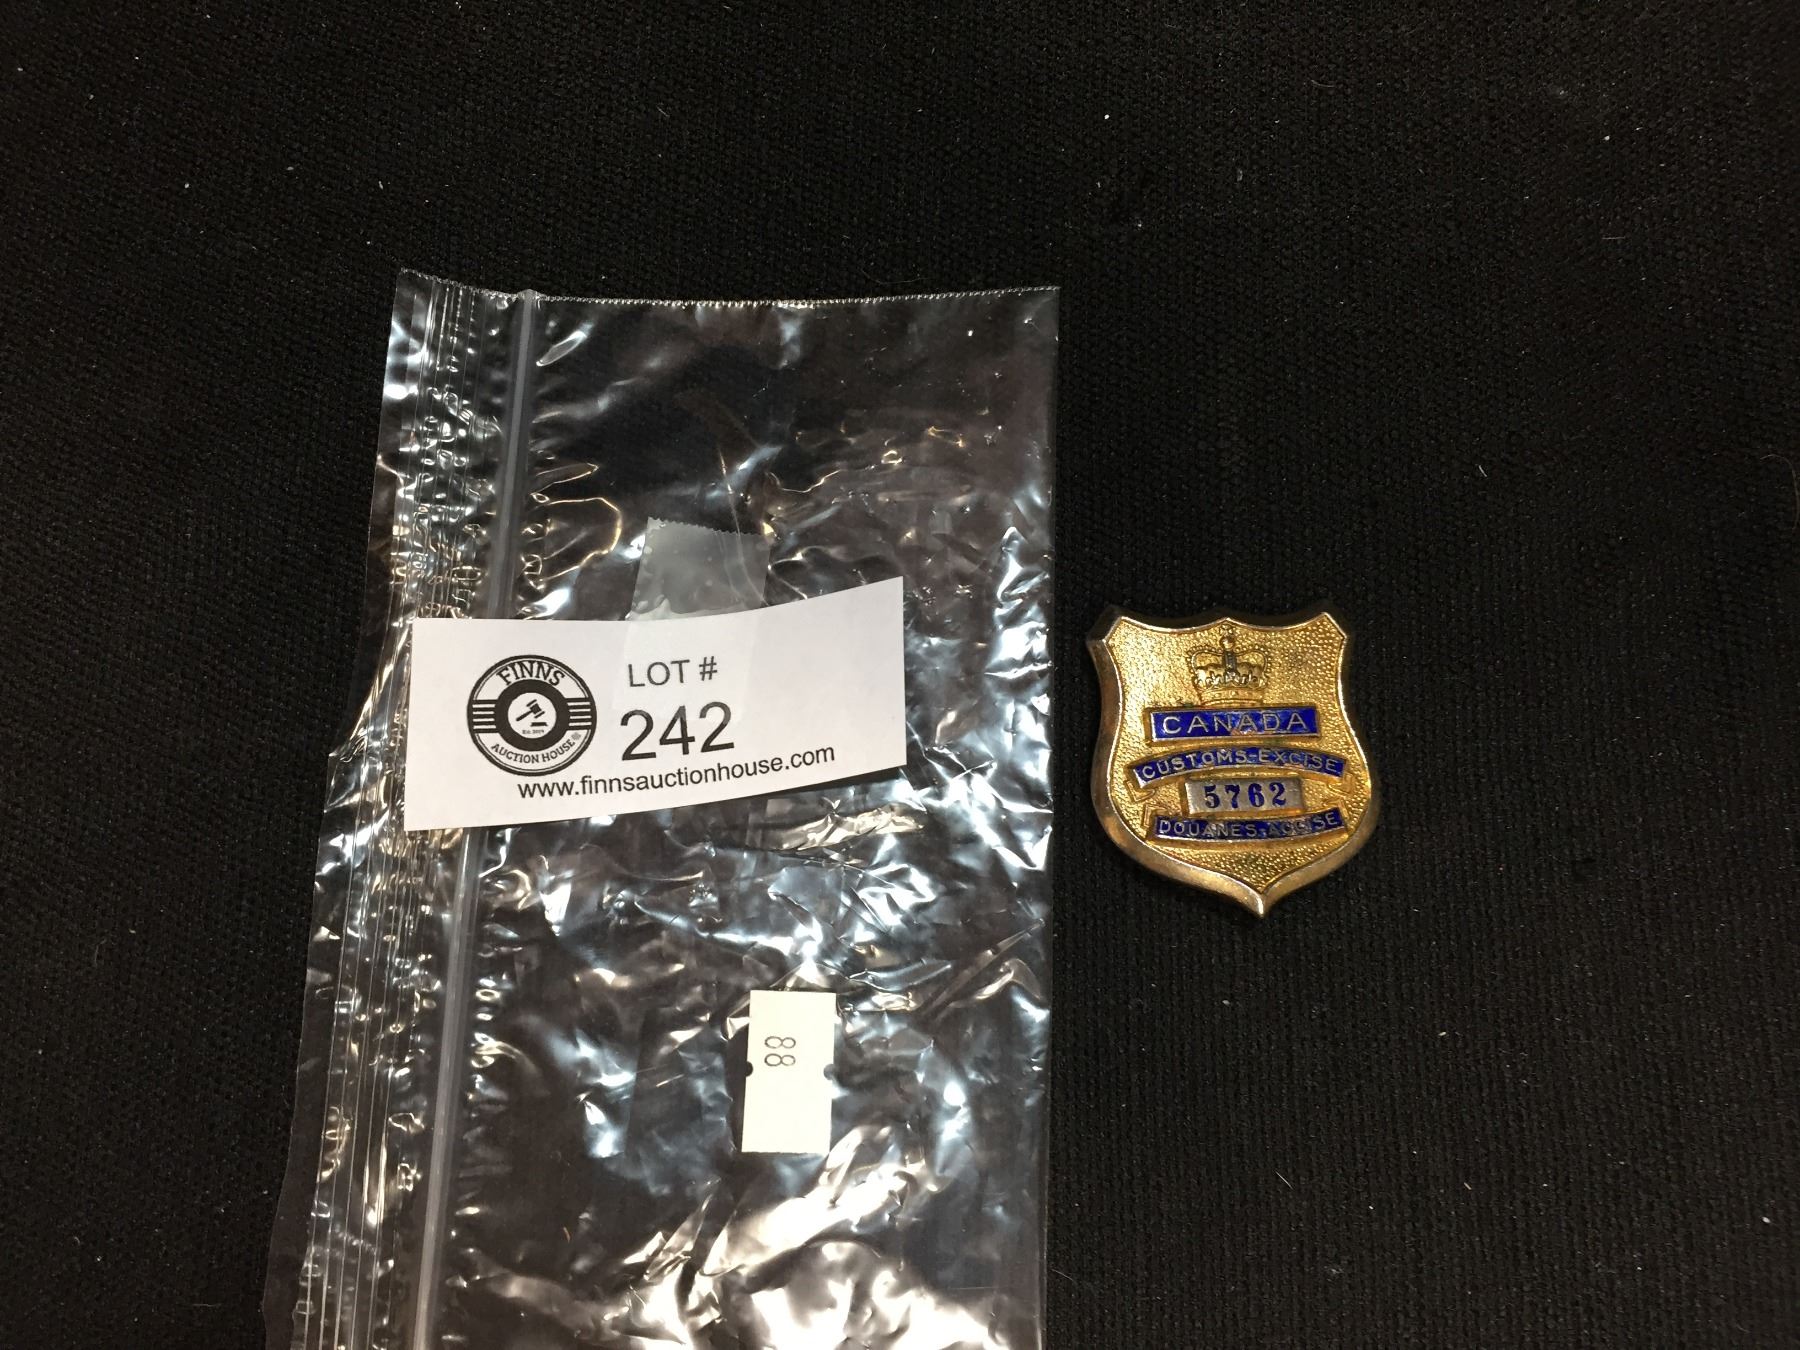 FINNS
AUCTION HOUSE
LOT #
242
www.finnsauctionhouse.com
CANADA
CUSTOMS-EXCISE
5762
DOUANES-ACCISE
88